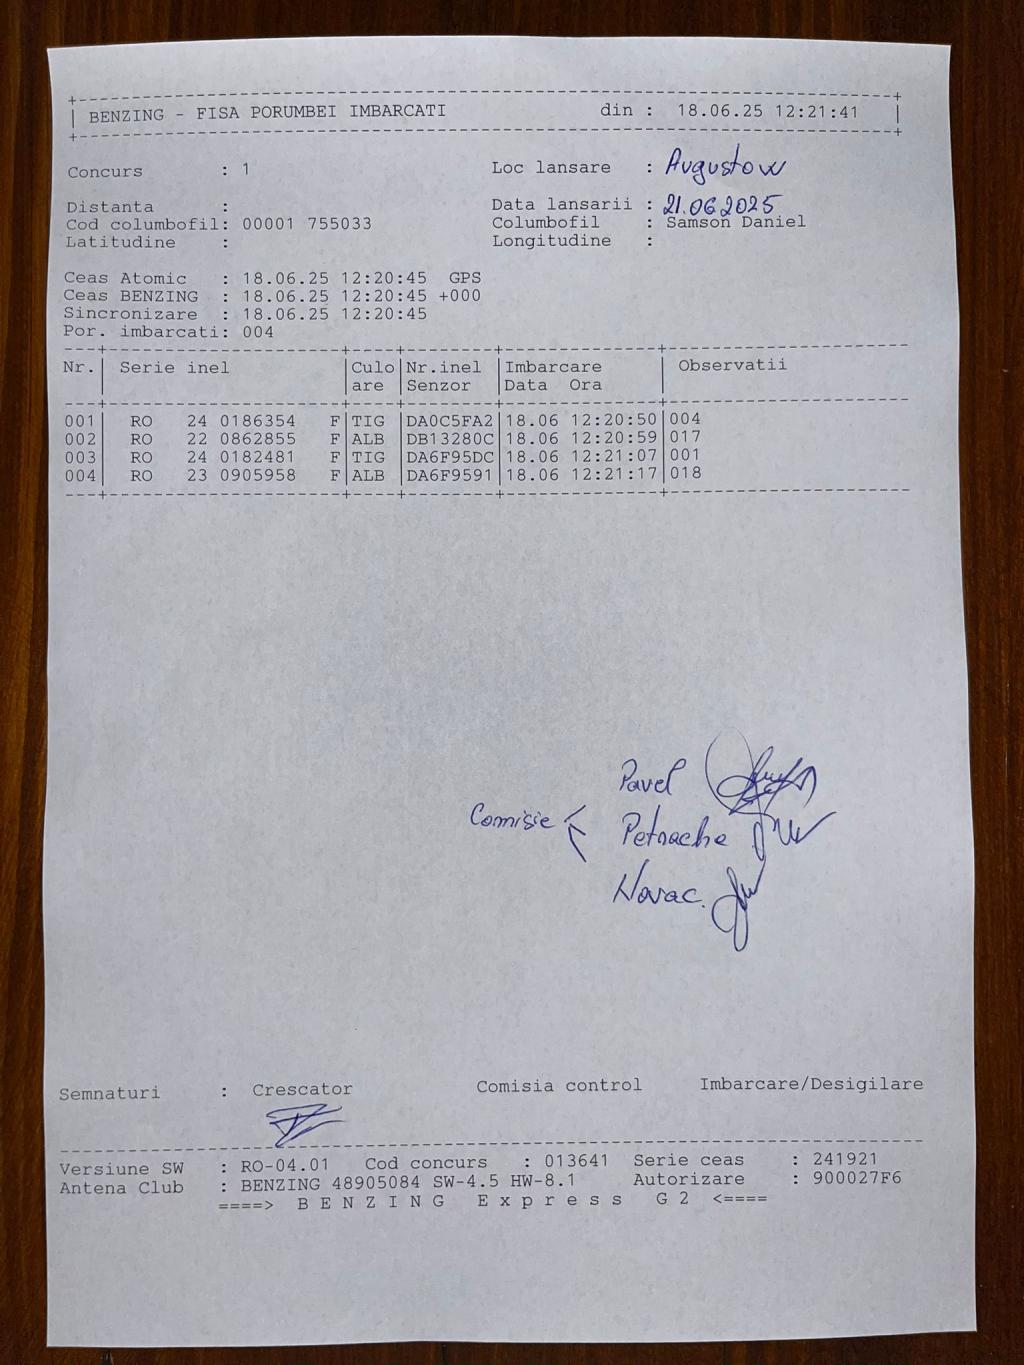 BENZING - FISA PORUMBEI IMBARCATI din : 18.06.25 12:21:41
Concurs : 1 Loc lansare : Augustow
Distanta : Data lansarii : 21.06.2025
Cod columbofil: 00001 755033 Columbofil : Samson Daniel
Latitudine : Longitudine :
Ceas Atomic : 18.06.25 12:20:45 GPS
Ceas BENZING : 18.06.25 12:20:45 +000
Sincronizare : 18.06.25 12:20:45
Por. imbarcati: 004
Nr. Serie inel Culo Nr.inel Imbarcare Observatii
are Senzor Data Ora
001 RO 24 0186354 F TIG DA0C5FA2 18.06 12:20:50 004
002 RO 22 0862855 F ALB DB13280C 18.06 12:20:59 017
003 RO 24 0182481 F TIG DA6F95DC 18.06 12:21:07 001
004 RO 23 0905958 F ALB DA6F9591 18.06 12:21:17 018
Pavel
Comisie Petrache
Novac.
Semnaturi : Crescator Comisia control Imbarcare/Desigilare
Versiune SW : RO-04.01 Cod concurs : 013641 Serie ceas : 241921
Antena Club : BENZING 48905084 SW-4.5 HW-8.1 Autorizare : 900027F6
====> B E N Z I N G E x p r e s s G 2 <====